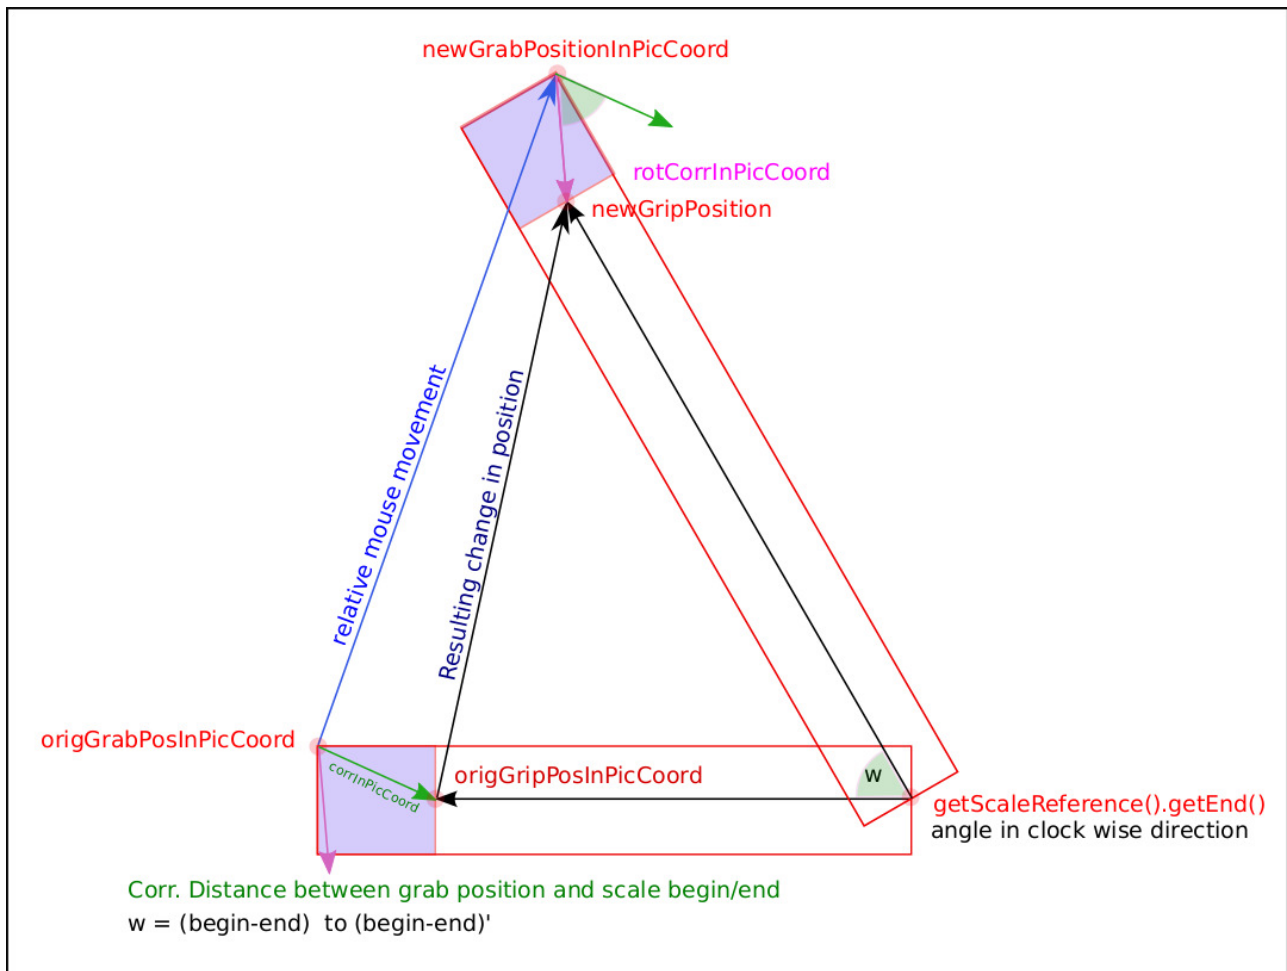 newGrabPositionInPicCoord
rotCorrInPicCoord
newGripPosition
relative mouse movement
Resulting change in position
origGrabPosInPicCoord
corrInPicCoord
origGripPosInPicCoord
w
getScaleReference().getEnd()
angle in clock wise direction
Corr. Distance between grab position and scale begin/end
w = (begin-end)  to (begin-end)'